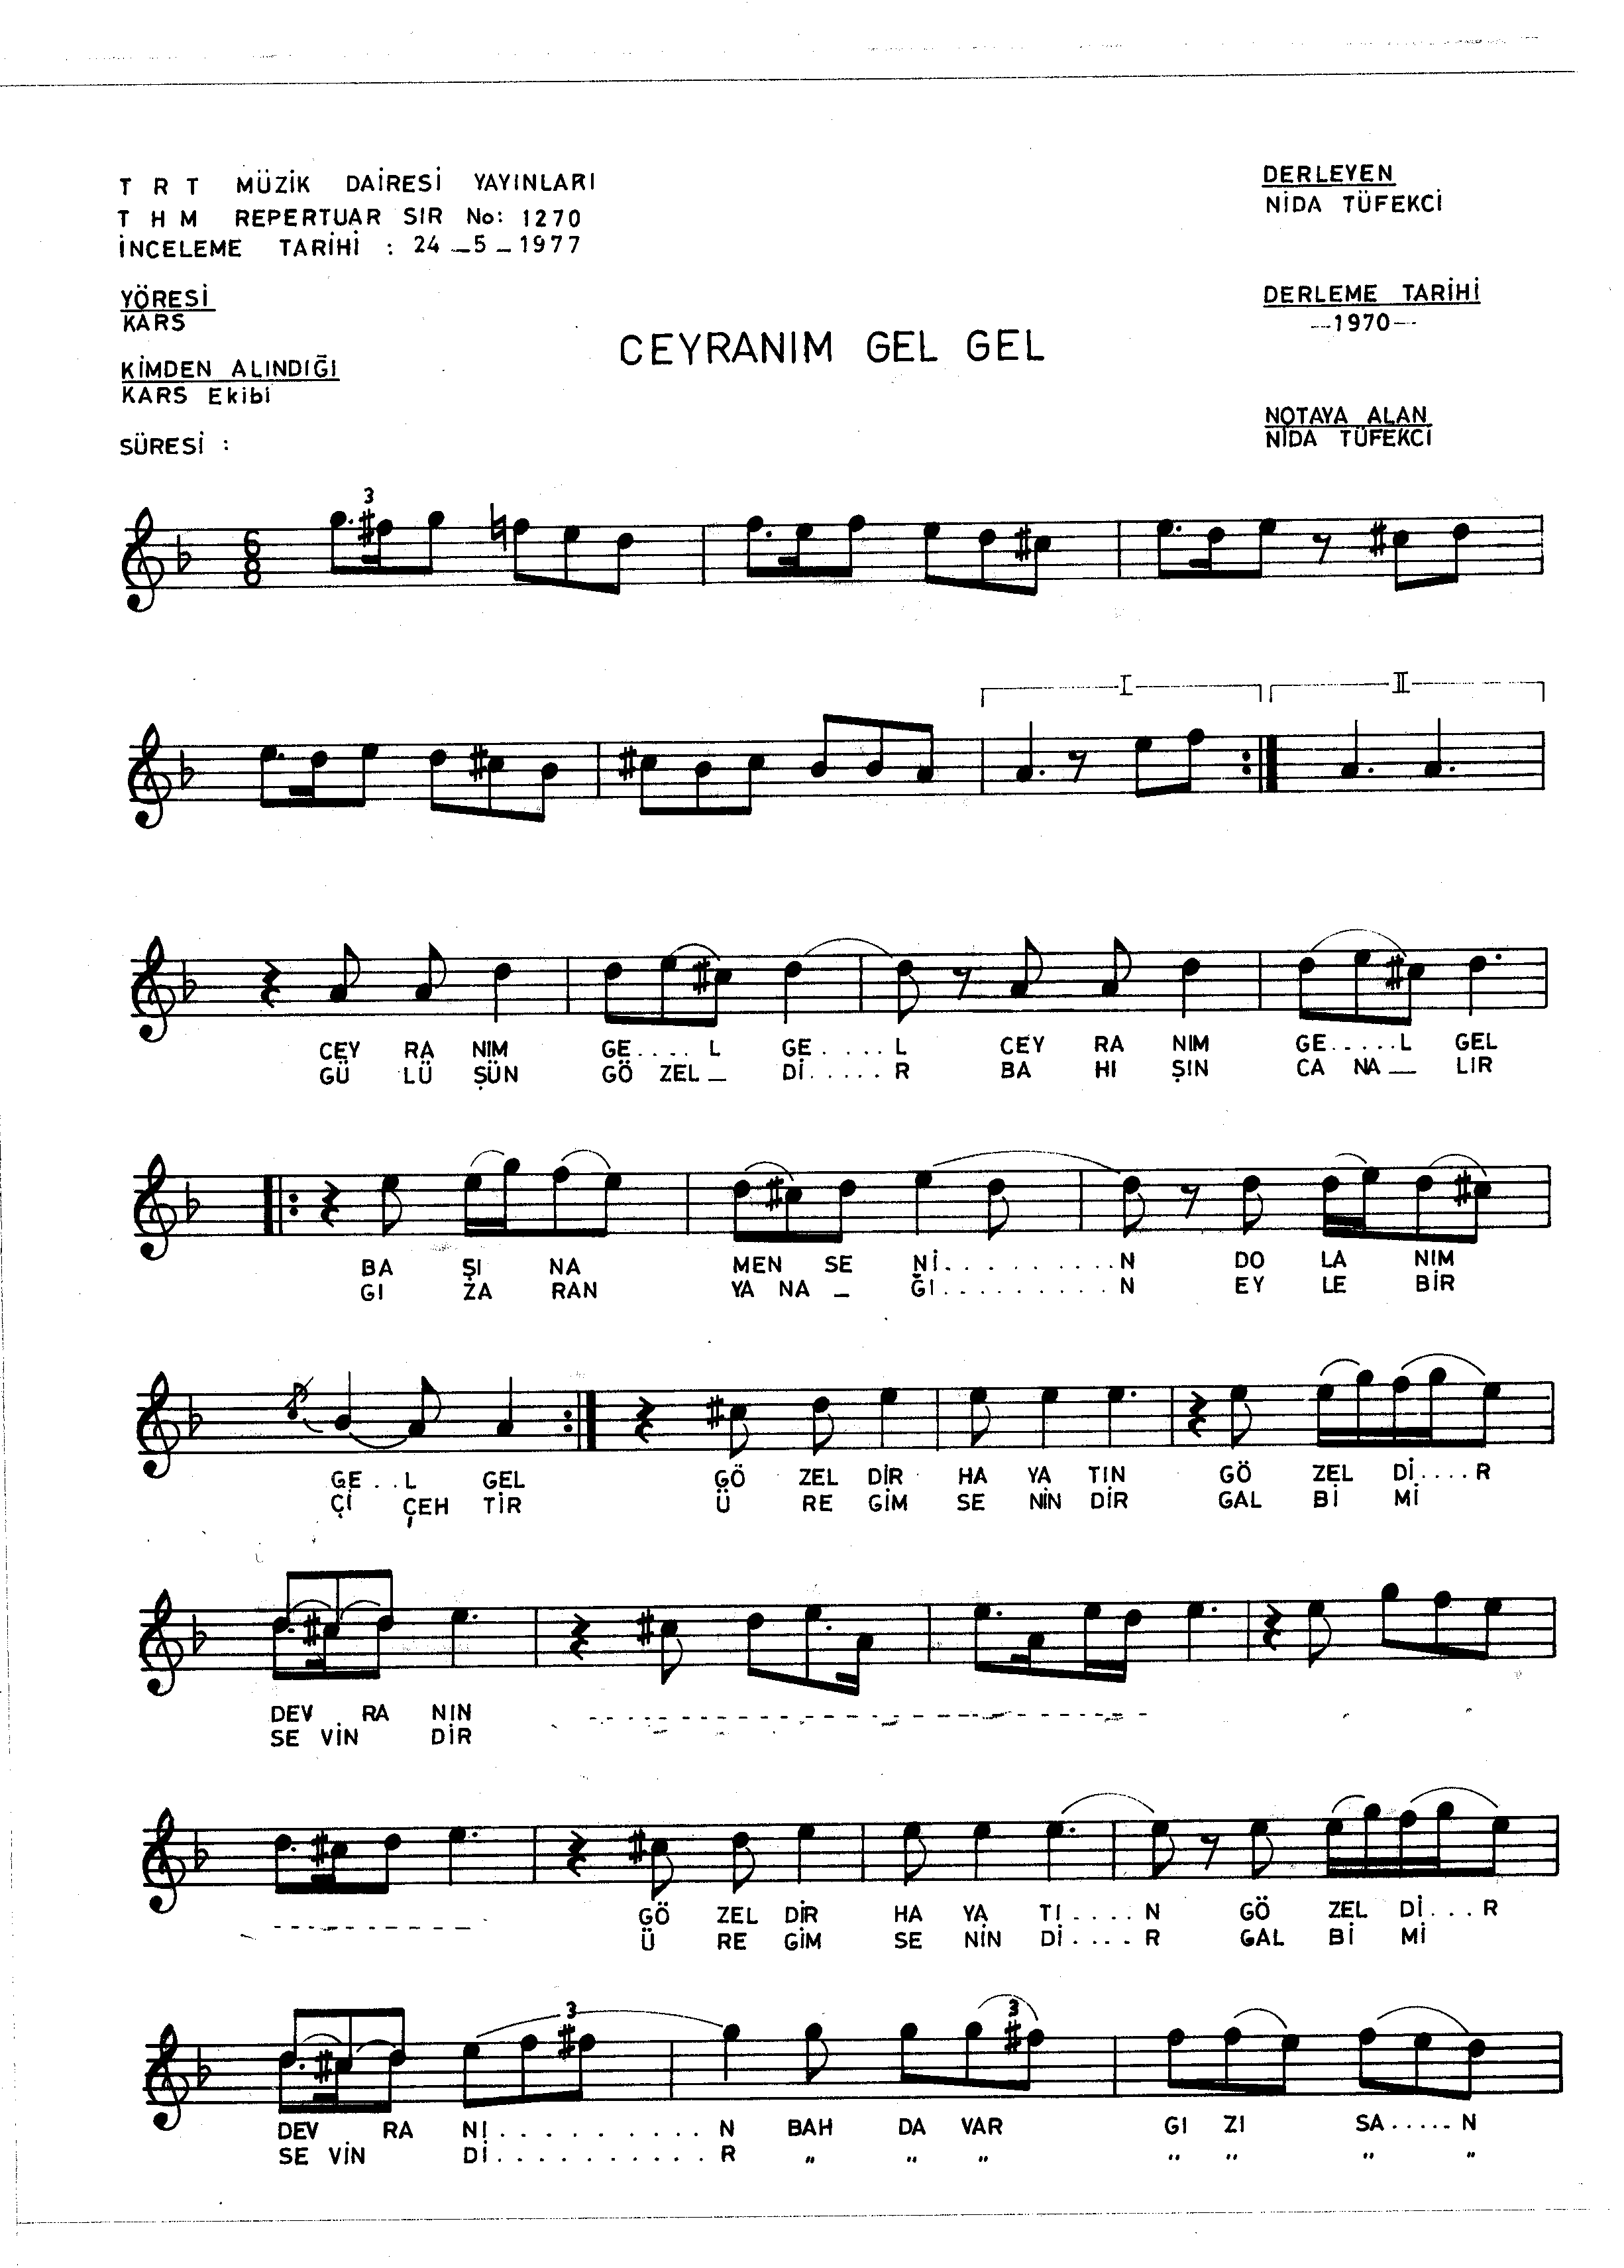 T R T MÜZİK DAİRESİ YAYINLARI
T H M REPERTUAR SIR No: 1270
İNCELEME TARİHİ : 24_5_1977
YÖRESİ
KARS
KİMDEN ALINDIĞI
KARS Ekibi
SÜRESİ :
DERLEYEN
NİDA TÜFEKCİ
DERLEME TARİHİ
--1970--
NOTAYA ALAN
NİDA TÜFEKCİ
CEYRANIM GEL GEL
3
6
8
I II
CEY RA NIM GE....L GE....L CEY RA NIM GE.....L GEL
GÜ LÜ ŞÜN GÖ ZEL_ Dİ.....R BA HI ŞIN CA NA_ LIR
BA ŞI NA MEN SE Nİ.........N DO LA NIM
GI ZA RAN YA NA _ ĞI..........N EY LE BİR
GE..L GEL GÖ ZEL DİR HA YA TIN GÖ ZEL Dİ....R
Çİ ÇEH TİR Ü RE GİM SE NİN DİR GAL Bİ Mİ
DEV RA NIN --------------------
SE VİN DİR
----------- GÖ ZEL DİR HA YA TI....N GÖ ZEL Dİ...R
Ü RE GİM SE NİN Dİ....R GAL Bİ Mİ
3 3
DEV RA NI..........N BAH DA VAR GI ZI SA.....N
SE VİN Dİ..........R " " " " " " "